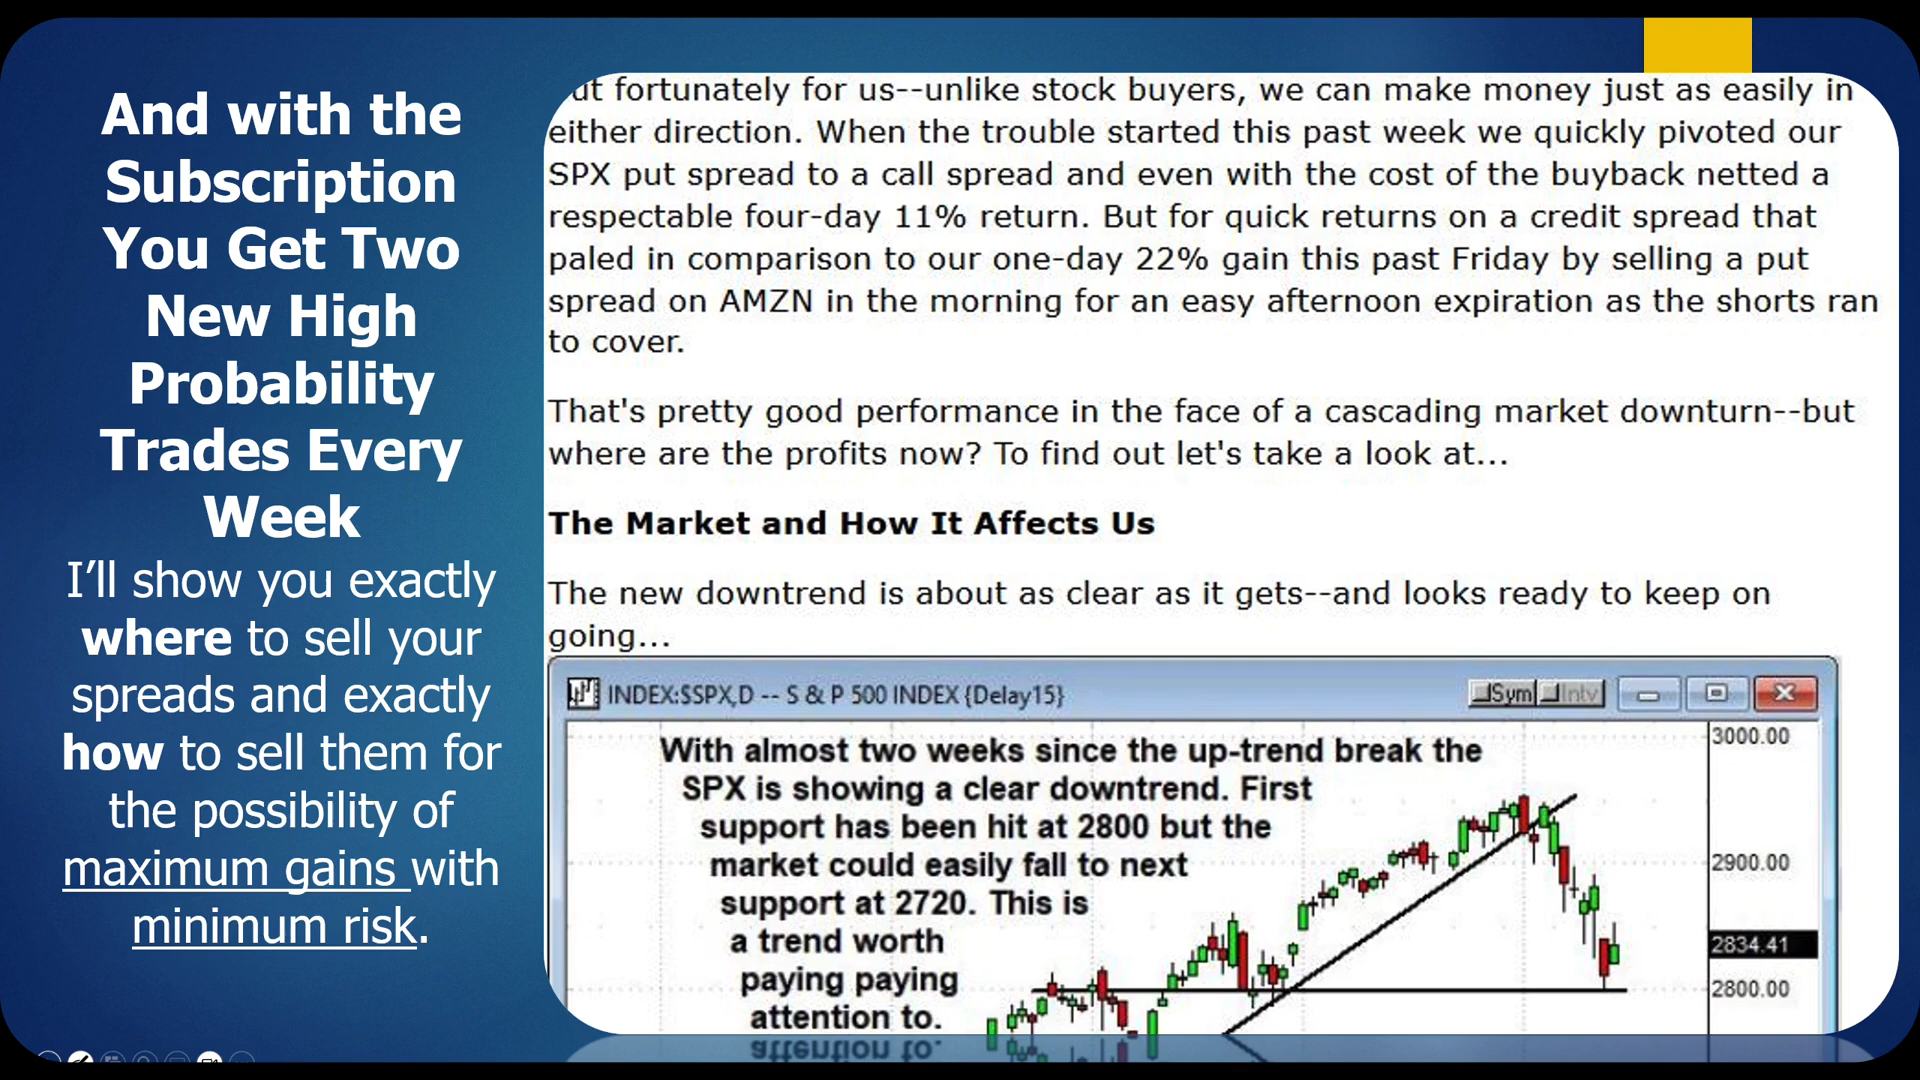 And with the
Subscription
You Get Two
New High
Probability
Trades Every
Week
I’ll show you exactly
where to sell your
spreads and exactly
how to sell them for
the possibility of
maximum gains with
minimum risk.
fortunately for us--unlike stock buyers, we can make money just as easily in
either direction. When the trouble started this past week we quickly pivoted our
SPX put spread to a call spread and even with the cost of the buyback netted a
respectable four-day 11% return. But for quick returns on a credit spread that
paled in comparison to our one-day 22% gain this past Friday by selling a put
spread on AMZN in the morning for an easy afternoon expiration as the shorts ran
to cover.
That's pretty good performance in the face of a cascading market downturn--but
where are the profits now? To find out let's take a look at...
The Market and How It Affects Us
The new downtrend is about as clear as it gets--and looks ready to keep on
going...
INDEX:$SPX,D -- S & P 500 INDEX {Delay15}
Sym Intv
With almost two weeks since the up-trend break the
SPX is showing a clear downtrend. First
support has been hit at 2800 but the
market could easily fall to next
support at 2720. This is
a trend worth
paying paying
attention to.
3000.00
2900.00
2834.41
2800.00